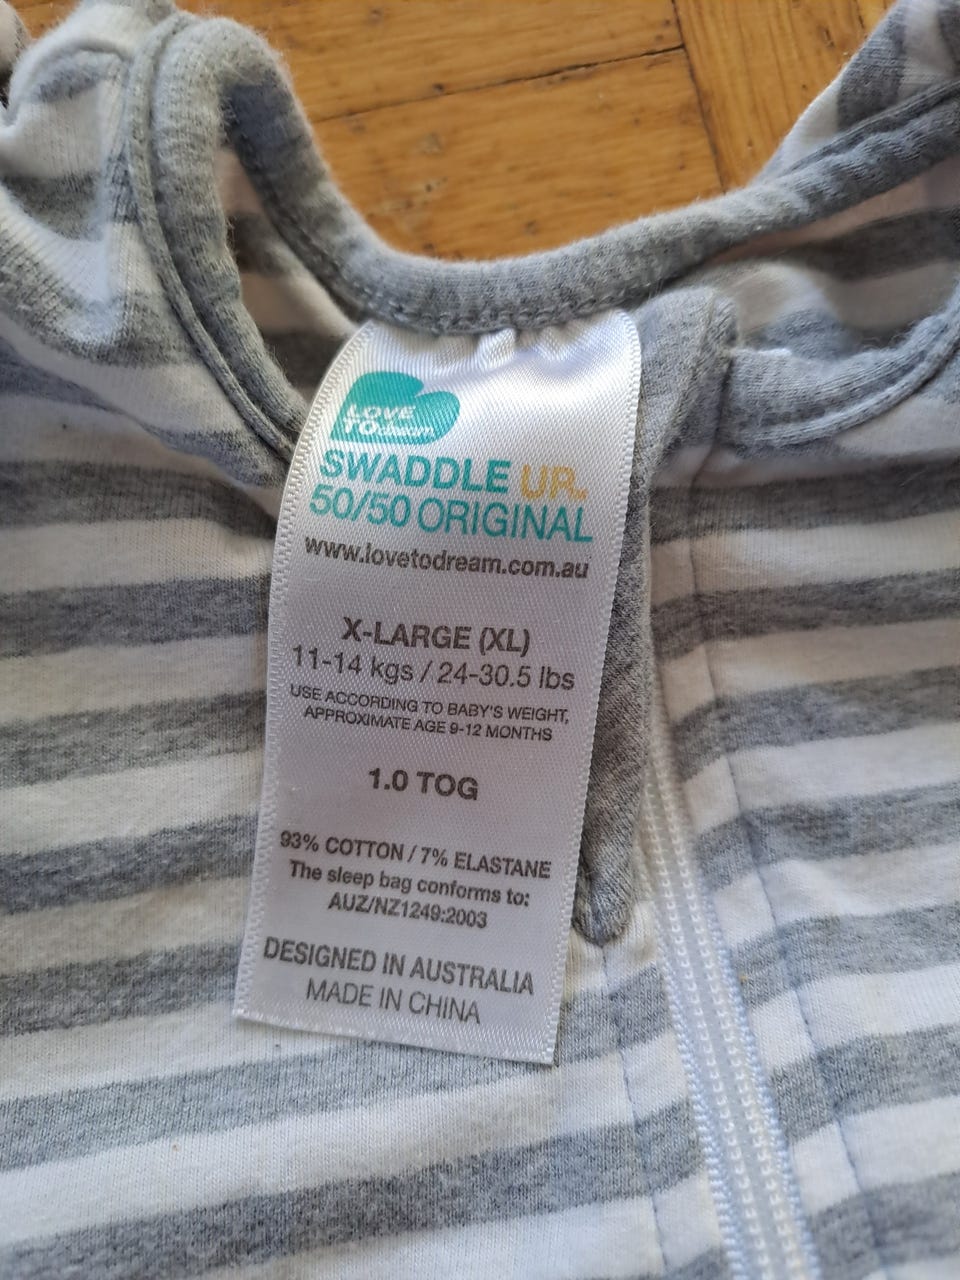 LOVE
TO dream
SWADDLE UP™
50/50 ORIGINAL
www.lovetodream.com.au
X-LARGE (XL)
11-14 kgs / 24-30.5 lbs
USE ACCORDING TO BABY'S WEIGHT,
APPROXIMATE AGE 9-12 MONTHS
1.0 TOG
93% COTTON / 7% ELASTANE
The sleep bag conforms to:
AUZ/NZ1249:2003
DESIGNED IN AUSTRALIA
MADE IN CHINA